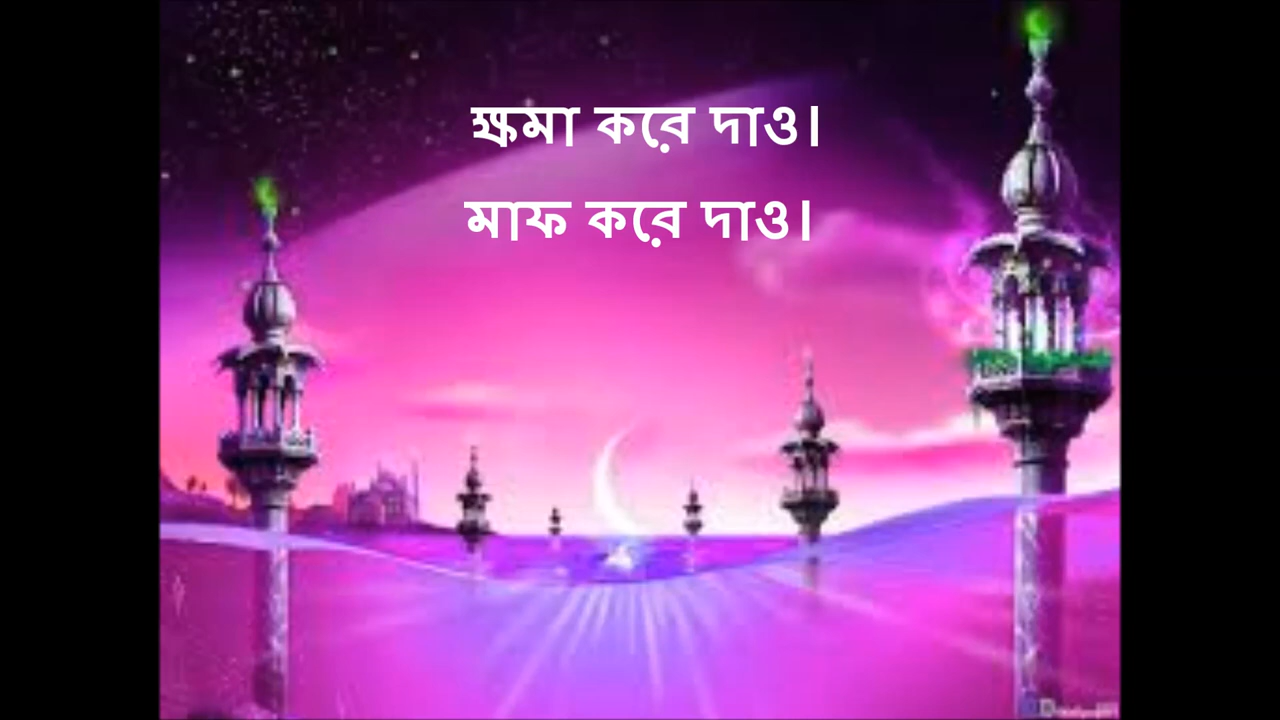 ক্ষমা করে দাও।
মাফ করে দাও।